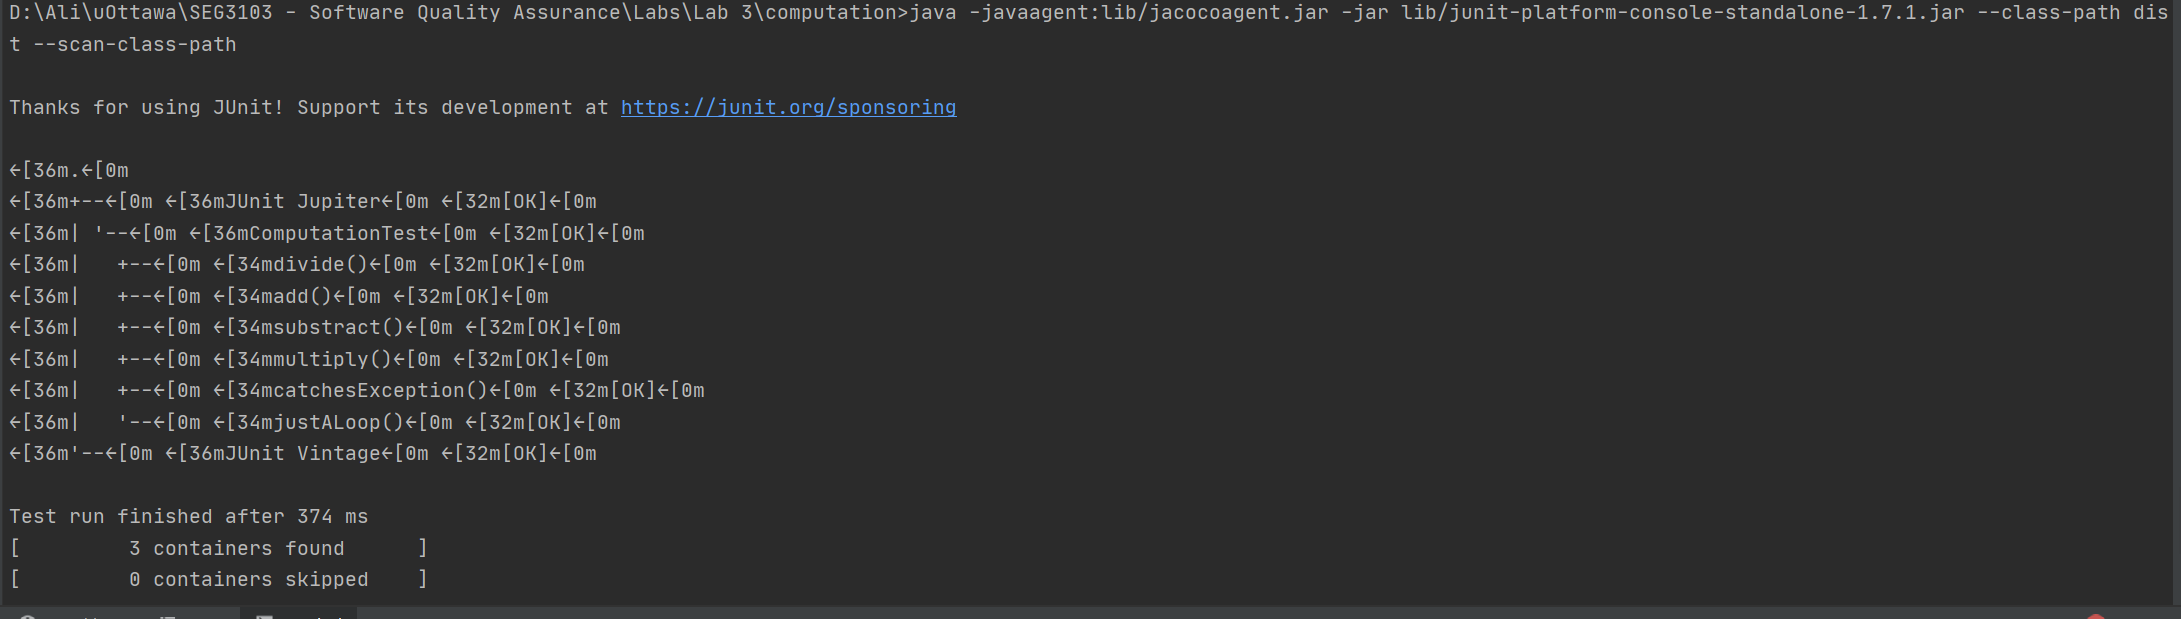 D:\Ali\uOttawa\SEG3103 - Software Quality Assurance\Labs\Lab 3\computation>java -javaagent:lib/jacocoagent.jar -jar lib/junit-platform-console-standalone-1.7.1.jar --class-path dis
t --scan-class-path
Thanks for using JUnit! Support its development at https://junit.org/sponsoring
←[36m.←[0m
←[36m+--←[0m ←[36mJUnit Jupiter←[0m ←[32m[OK]←[0m
←[36m| '--←[0m ←[36mComputationTest←[0m ←[32m[OK]←[0m
←[36m|   +--←[0m ←[34mdivide()←[0m ←[32m[OK]←[0m
←[36m|   +--←[0m ←[34madd()←[0m ←[32m[OK]←[0m
←[36m|   +--←[0m ←[34msubstract()←[0m ←[32m[OK]←[0m
←[36m|   +--←[0m ←[34mmultiply()←[0m ←[32m[OK]←[0m
←[36m|   +--←[0m ←[34mcatchesException()←[0m ←[32m[OK]←[0m
←[36m|   '--←[0m ←[34mjustALoop()←[0m ←[32m[OK]←[0m
←[36m'--←[0m ←[36mJUnit Vintage←[0m ←[32m[OK]←[0m
Test run finished after 374 ms
[         3 containers found      ]
[         0 containers skipped    ]